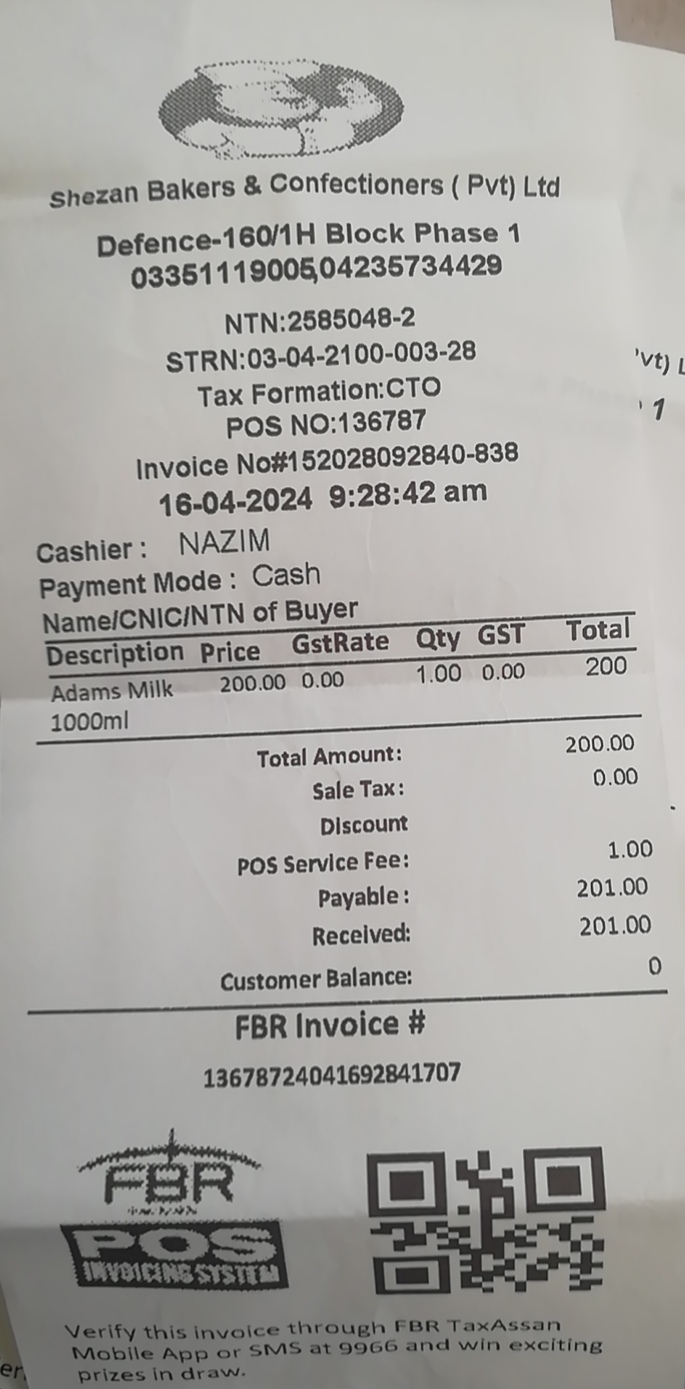 Shezan Bakers & Confectioners ( Pvt) Ltd
Defence-160/1H Block Phase 1
03351119005,04235734429
NTN:2585048-2
STRN:03-04-2100-003-28
Tax Formation:CTO
POS NO:136787
Invoice No#152028092840-838
16-04-2024 9:28:42 am
Cashier : NAZIM
Payment Mode : Cash
Name/CNIC/NTN of Buyer
Description Price GstRate Qty GST Total
Adams Milk 200.00 0.00 1.00 0.00 200
1000ml
Total Amount: 200.00
Sale Tax: 0.00
Discount
POS Service Fee: 1.00
Payable: 201.00
Received: 201.00
Customer Balance: 0
FBR Invoice #
13678724041692841707
FBR
POS
INVOICING SYSTEM
Verify this invoice through FBR TaxAssan
Mobile App or SMS at 9966 and win exciting
prizes in draw.
'vt) L
1
er